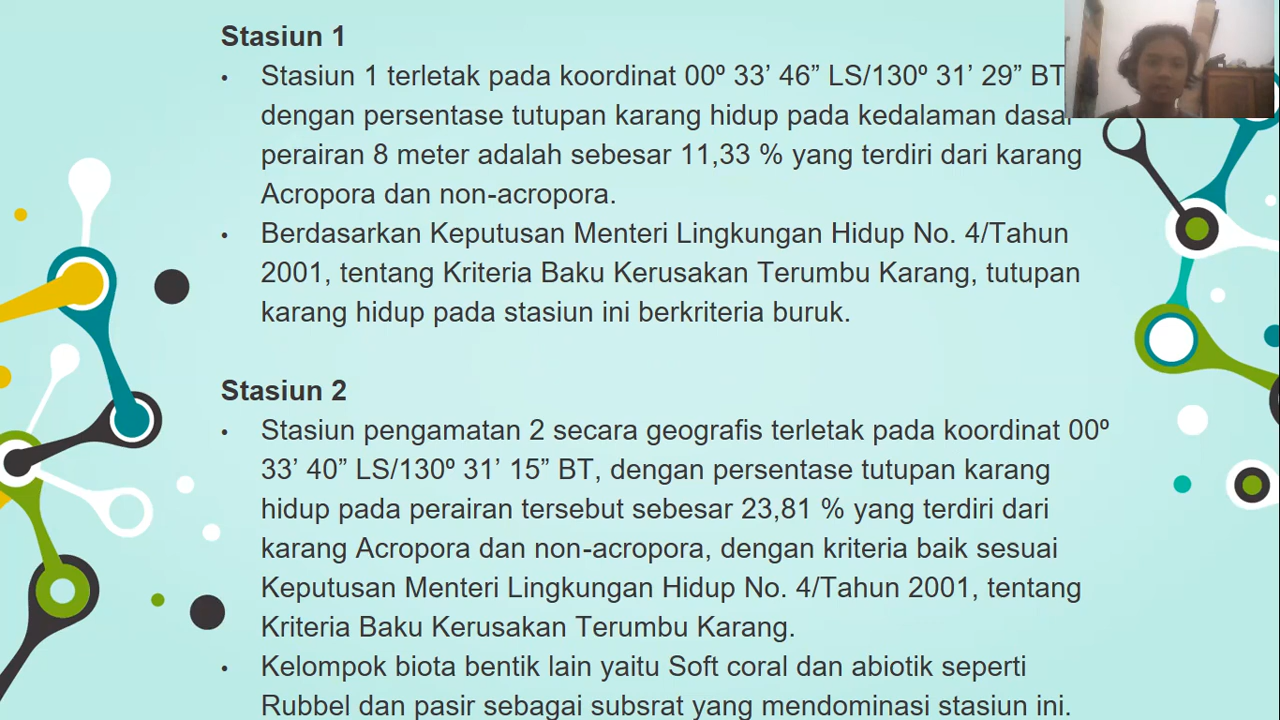 Stasiun 1
• Stasiun 1 terletak pada koordinat 00º 33’ 46” LS/130º 31’ 29” BT
dengan persentase tutupan karang hidup pada kedalaman dasar
perairan 8 meter adalah sebesar 11,33 % yang terdiri dari karang
Acropora dan non-acropora.
• Berdasarkan Keputusan Menteri Lingkungan Hidup No. 4/Tahun
2001, tentang Kriteria Baku Kerusakan Terumbu Karang, tutupan
karang hidup pada stasiun ini berkriteria buruk.
Stasiun 2
• Stasiun pengamatan 2 secara geografis terletak pada koordinat 00º
33’ 40” LS/130º 31’ 15” BT, dengan persentase tutupan karang
hidup pada perairan tersebut sebesar 23,81 % yang terdiri dari
karang Acropora dan non-acropora, dengan kriteria baik sesuai
Keputusan Menteri Lingkungan Hidup No. 4/Tahun 2001, tentang
Kriteria Baku Kerusakan Terumbu Karang.
• Kelompok biota bentik lain yaitu Soft coral dan abiotik seperti
Rubbel dan pasir sebagai subsrat yang mendominasi stasiun ini.